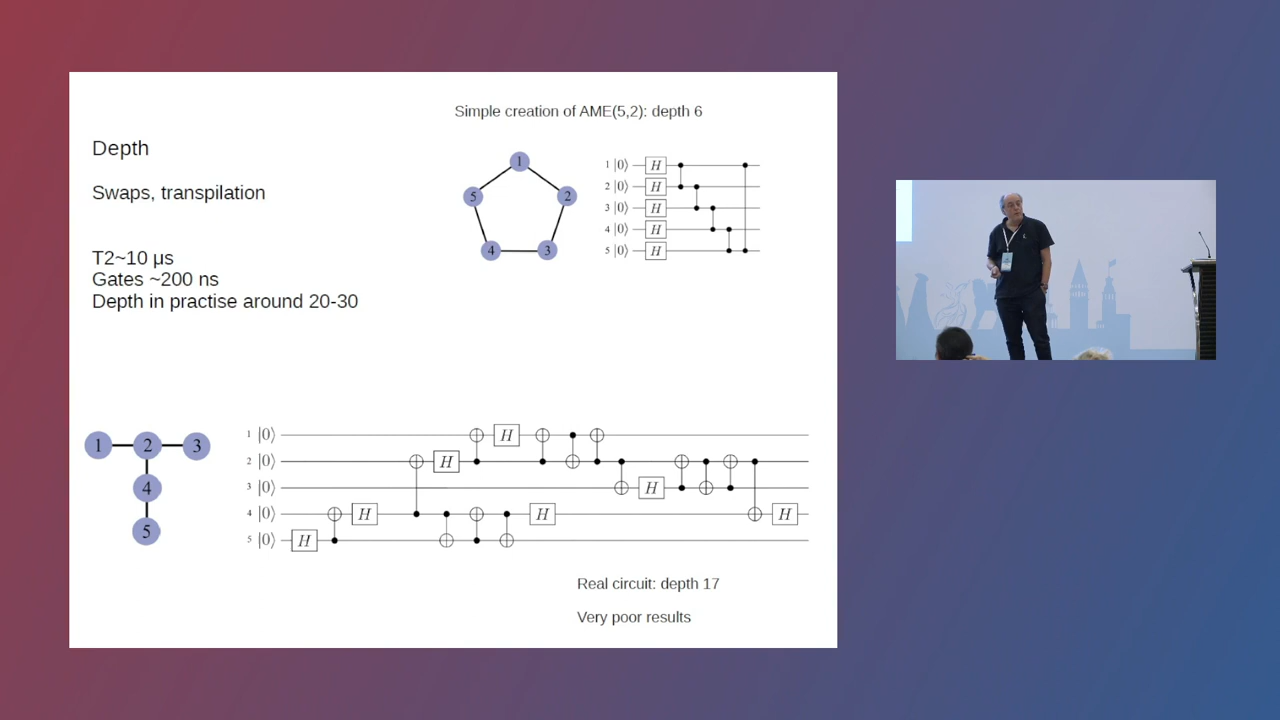 Simple creation of AME(5,2): depth 6
Depth
Swaps, transpilation
T2~10 µs
Gates ~200 ns
Depth in practise around 20-30
1
5
2
4
3
1 |0⟩ H
2 |0⟩ H
3 |0⟩ H
4 |0⟩ H
5 |0⟩ H
1 2 3
4
5
1 |0⟩ H
2 |0⟩ H
3 |0⟩ H
4 |0⟩ H H H
5 |0⟩ H
Real circuit: depth 17
Very poor results